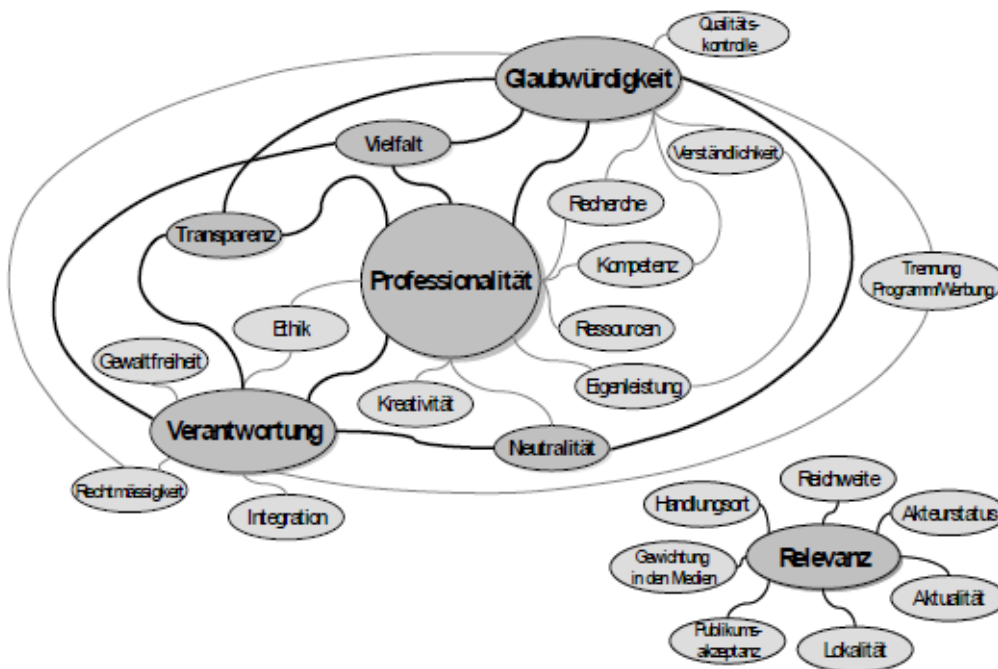 Qualitäts-
kontrolle
Glaubwürdigkeit
Vielfalt
Verständlichkeit
Recherche
Transparenz
Professionalität
Kompetenz
Trennung
Programm/Werbung
Ethik
Ressourcen
Gewaltfreiheit
Eigenleistung
Kreativität
Verantwortung
Neutralität
Rechtmässigkeit
Integration
Reichweite
Handlungsort
Akteurstatus
Gewichtung
in den Medien
Relevanz
Aktualität
Publikums-
akzeptanz
Lokalität